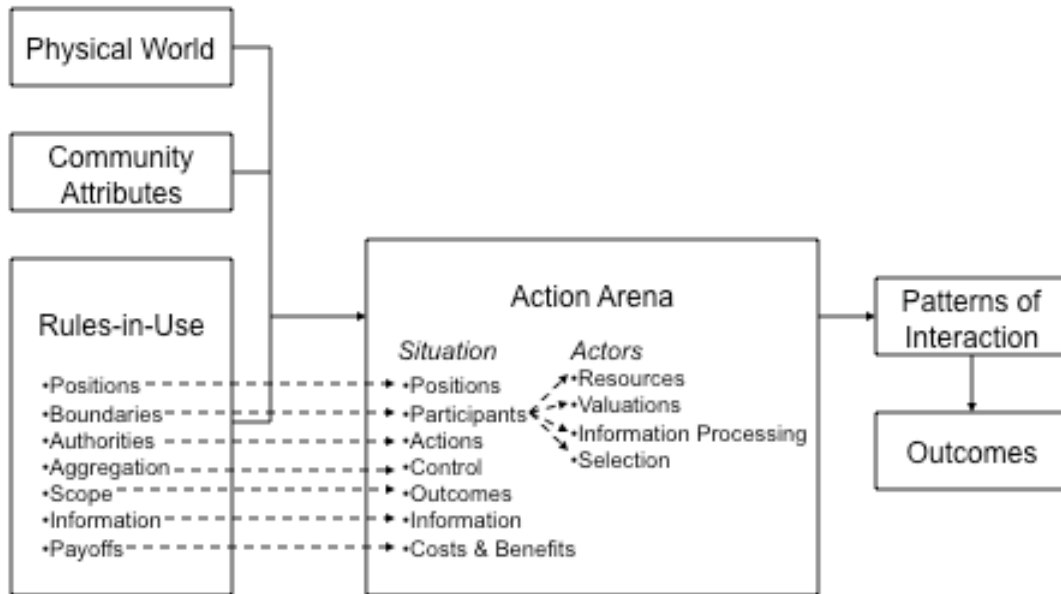 Physical World
Community
Attributes
Rules-in-Use
•Positions
•Boundaries
•Authorities
•Aggregation
•Scope
•Information
•Payoffs
Action Arena
Situation
•Positions
•Participants
•Actions
•Control
•Outcomes
•Information
•Costs & Benefits
Actors
•Resources
•Valuations
•Information Processing
•Selection
Patterns of
Interaction
Outcomes